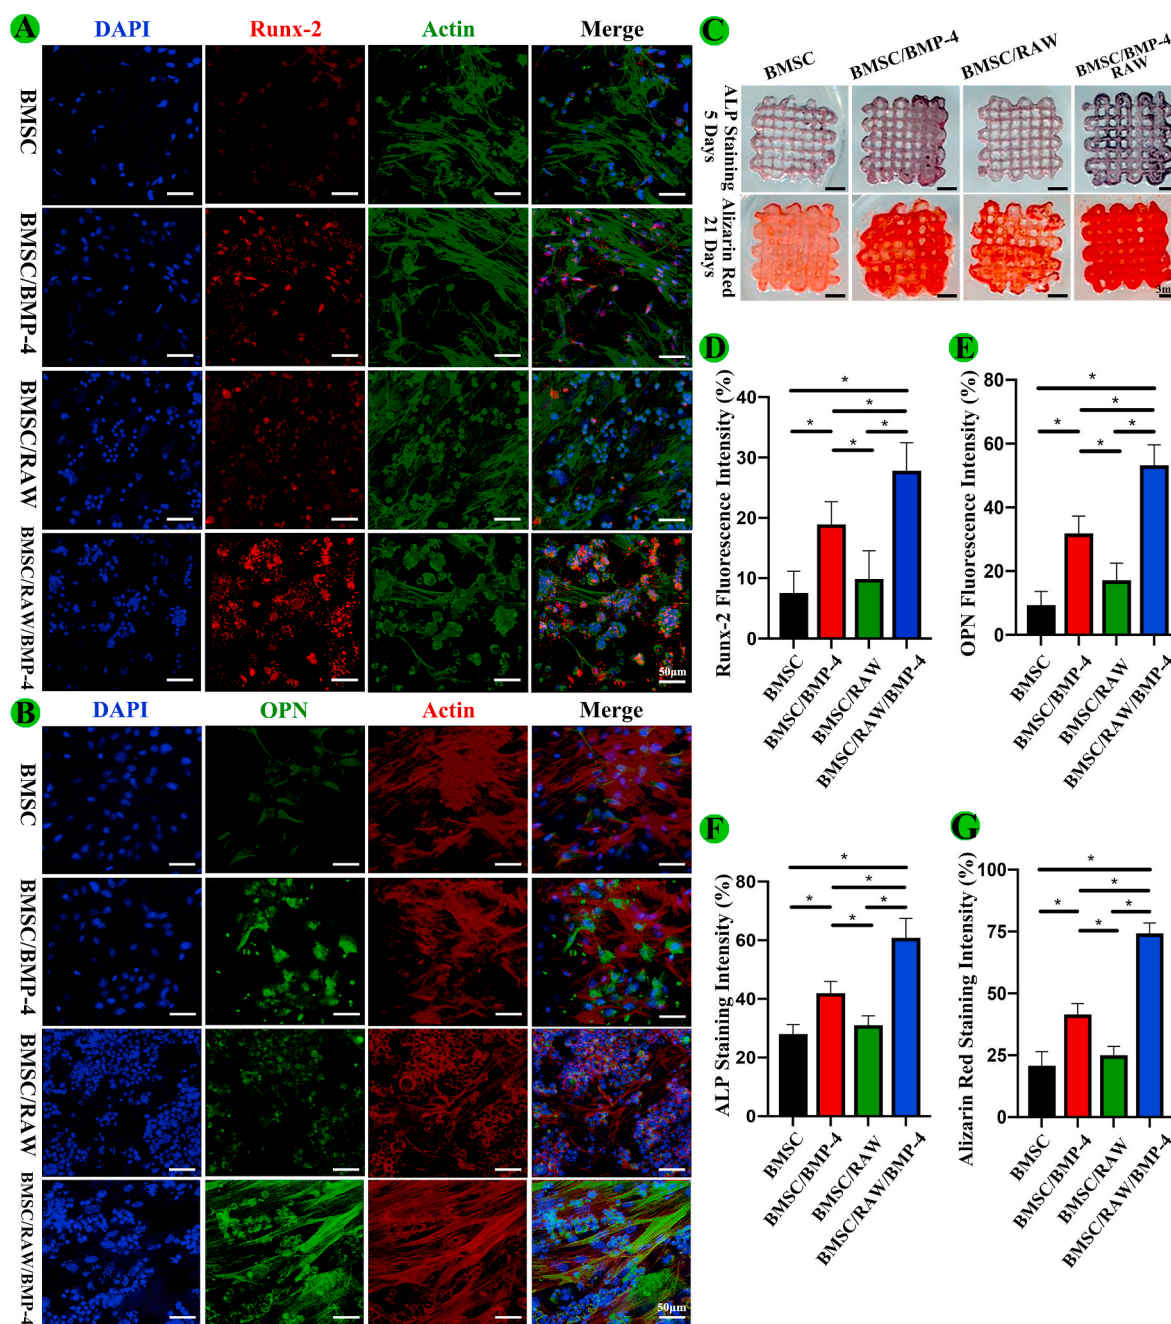 A
DAPI
Runx-2
Actin
Merge
BMSC
BMSC/BMP-4
BMSC/RAW
BMSC/RAW/BMP-4
50μm
B
DAPI
OPN
Actin
Merge
BMSC
BMSC/BMP-4
BMSC/RAW
BMSC/RAW/BMP-4
50μm
C
BMSC
BMSC/BMP-4
BMSC/RAW
BMSC/BMP-4
RAW
ALP Staining
5 Days
Alizarin Red
21 Days
3m
D
Runx-2 Fluorescence Intensity (%)
40
30
20
10
0
* 
*
* *
*
BMSC
BMSC/BMP-4
BMSC/RAW
BMSC/RAW/BMP-4
E
OPN Fluorescence Intensity (%)
80
60
40
20
0
*
*
* *
*
BMSC
BMSC/BMP-4
BMSC/RAW
BMSC/RAW/BMP-4
F
ALP Staining Intensity (%)
80
60
40
20
0
*
*
* *
*
BMSC
BMSC/BMP-4
BMSC/RAW
BMSC/RAW/BMP-4
G
Alizarin Red Staining Intensity (%)
100
75
50
25
0
*
*
* *
*
BMSC
BMSC/BMP-4
BMSC/RAW
BMSC/RAW/BMP-4